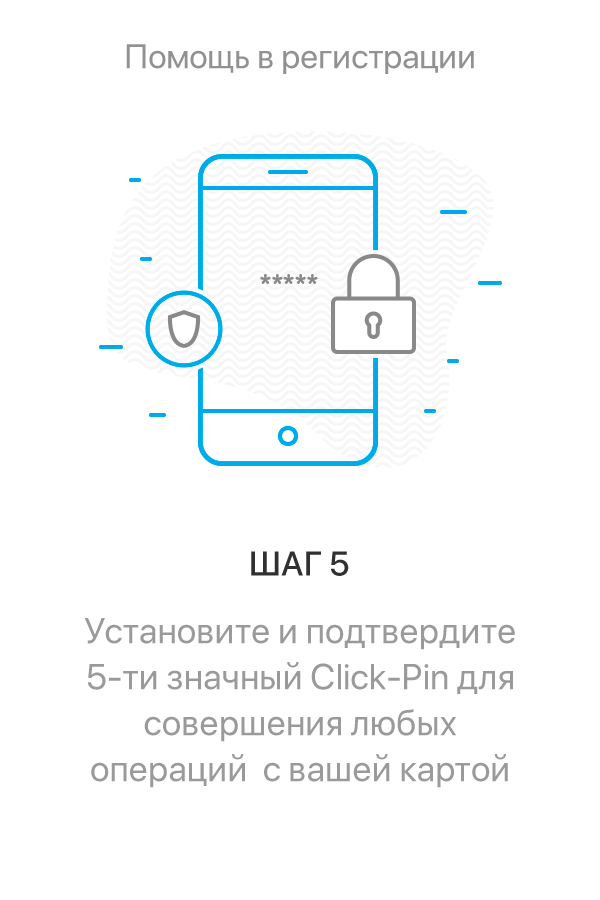 Помощь в регистрации
*****
ШАГ 5
Установите и подтвердите
5-ти значный Click-Pin для
совершения любых
операций  с вашей картой